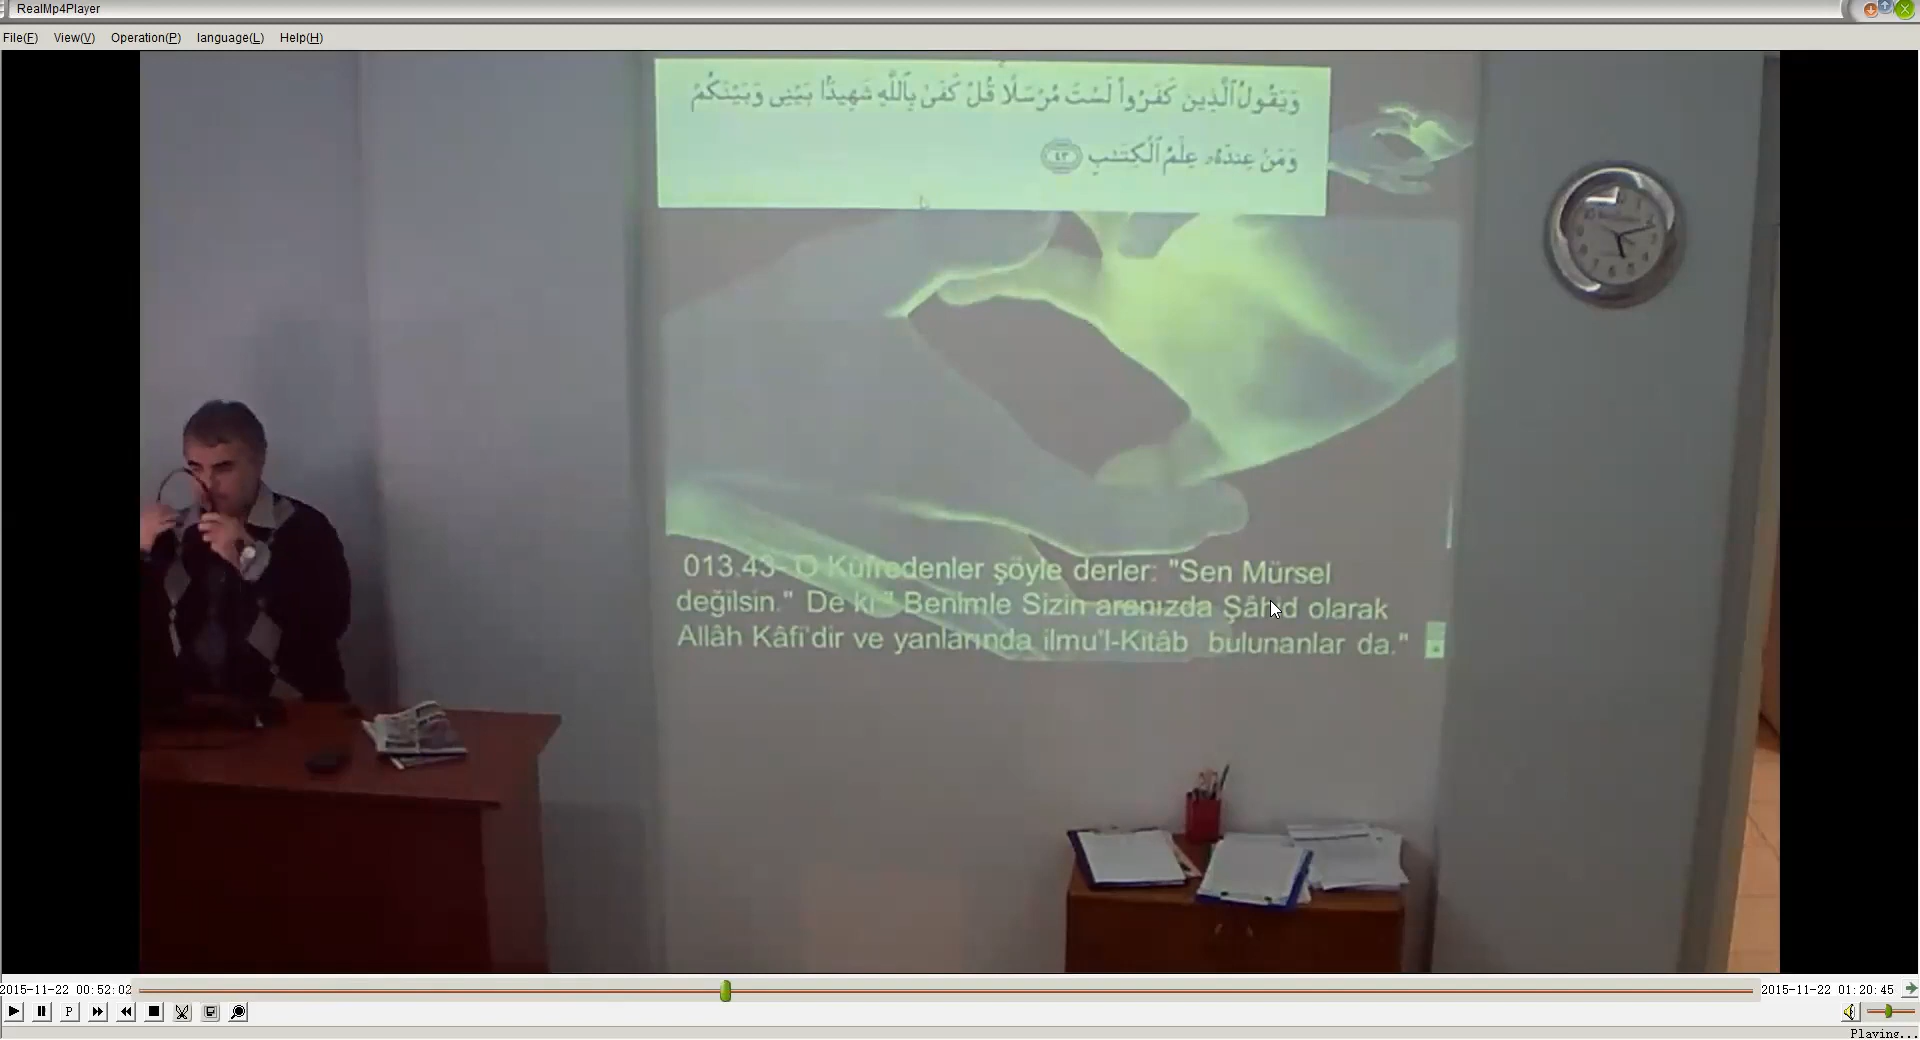 RealMp4Player
File(F) View(V) Operation(P) language(L) Help(H)
وَيَقُولُ ٱلَّذِينَ كَفَرُوا۟ لَسْتَ مُرْسَلًا قُلْ كَفَىٰ بِٱللَّهِ شَهِيدًۢا بَيْنِى وَبَيْنَكُمْ
وَمَنْ عِندَهُۥ عِلْمُ ٱلْكِتَـٰبِ ٤٣
013.43- O Küfredenler şöyle derler: "Sen Mürsel
değilsin." De ki:" Benimle Sizin aranızda Şâhid olarak
Allâh Kâfi'dir ve yanlarında ilmu'l-Kitâb bulunanlar da."
2015-11-22 00:52:02
2015-11-22 01:20:45
P
Playing...